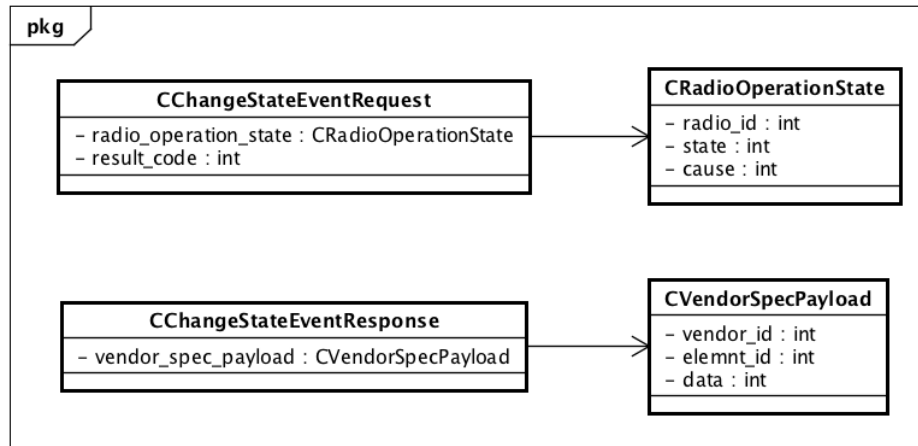 pkg
CChangeStateEventRequest
– radio_operation_state : CRadioOperationState
– result_code : int
CRadioOperationState
– radio_id : int
– state : int
– cause : int
CChangeStateEventResponse
– vendor_spec_payload : CVendorSpecPayload
CVendorSpecPayload
– vendor_id : int
– elemnt_id : int
– data : int